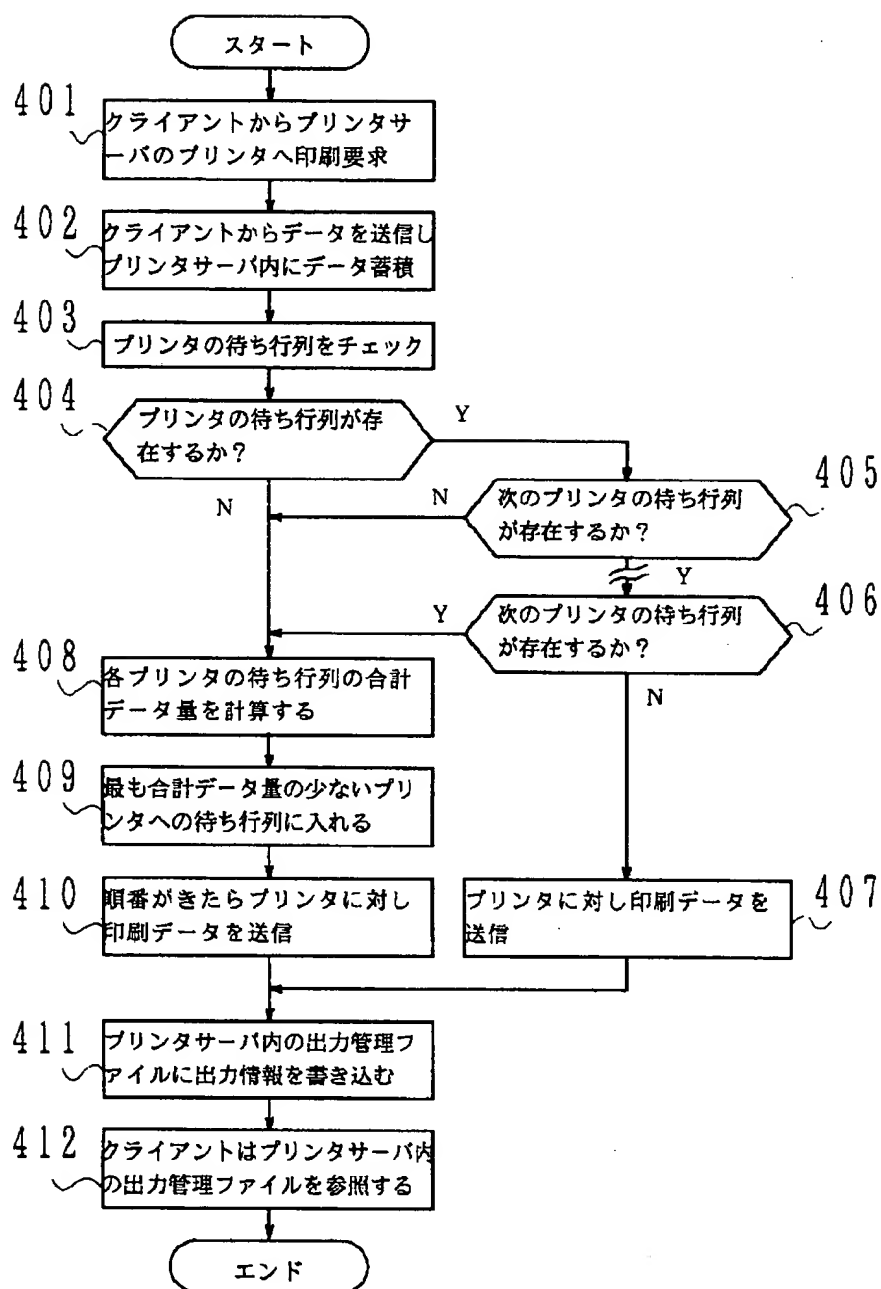 スタート
401
クライアントからプリンタサ
ーバのプリンタへ印刷要求
402
クライアントからデータを送信し
プリンタサーバ内にデータ蓄積
403
プリンタの待ち行列をチェック
404
プリンタの待ち行列が存
在するか？
Y
N
405
次のプリンタの待ち行列
が存在するか？
N
Y
406
次のプリンタの待ち行列
が存在するか？
Y
N
408
各プリンタの待ち行列の合計
データ量を計算する
409
最も合計データ量の少ないプリ
ンタへの待ち行列に入れる
410
順番がきたらプリンタに対し
印刷データを送信
407
プリンタに対し印刷データを
送信
411
プリンタサーバ内の出力管理フ
ァイルに出力情報を書き込む
412
クライアントはプリンタサーバ内
の出力管理ファイルを参照する
エンド